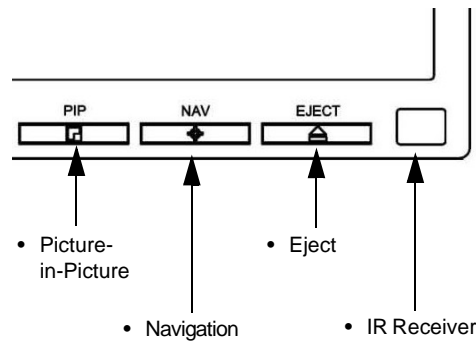 PIP NAV EJECT
• Picture-
in-Picture
• Eject
• Navigation
• IR Receiver